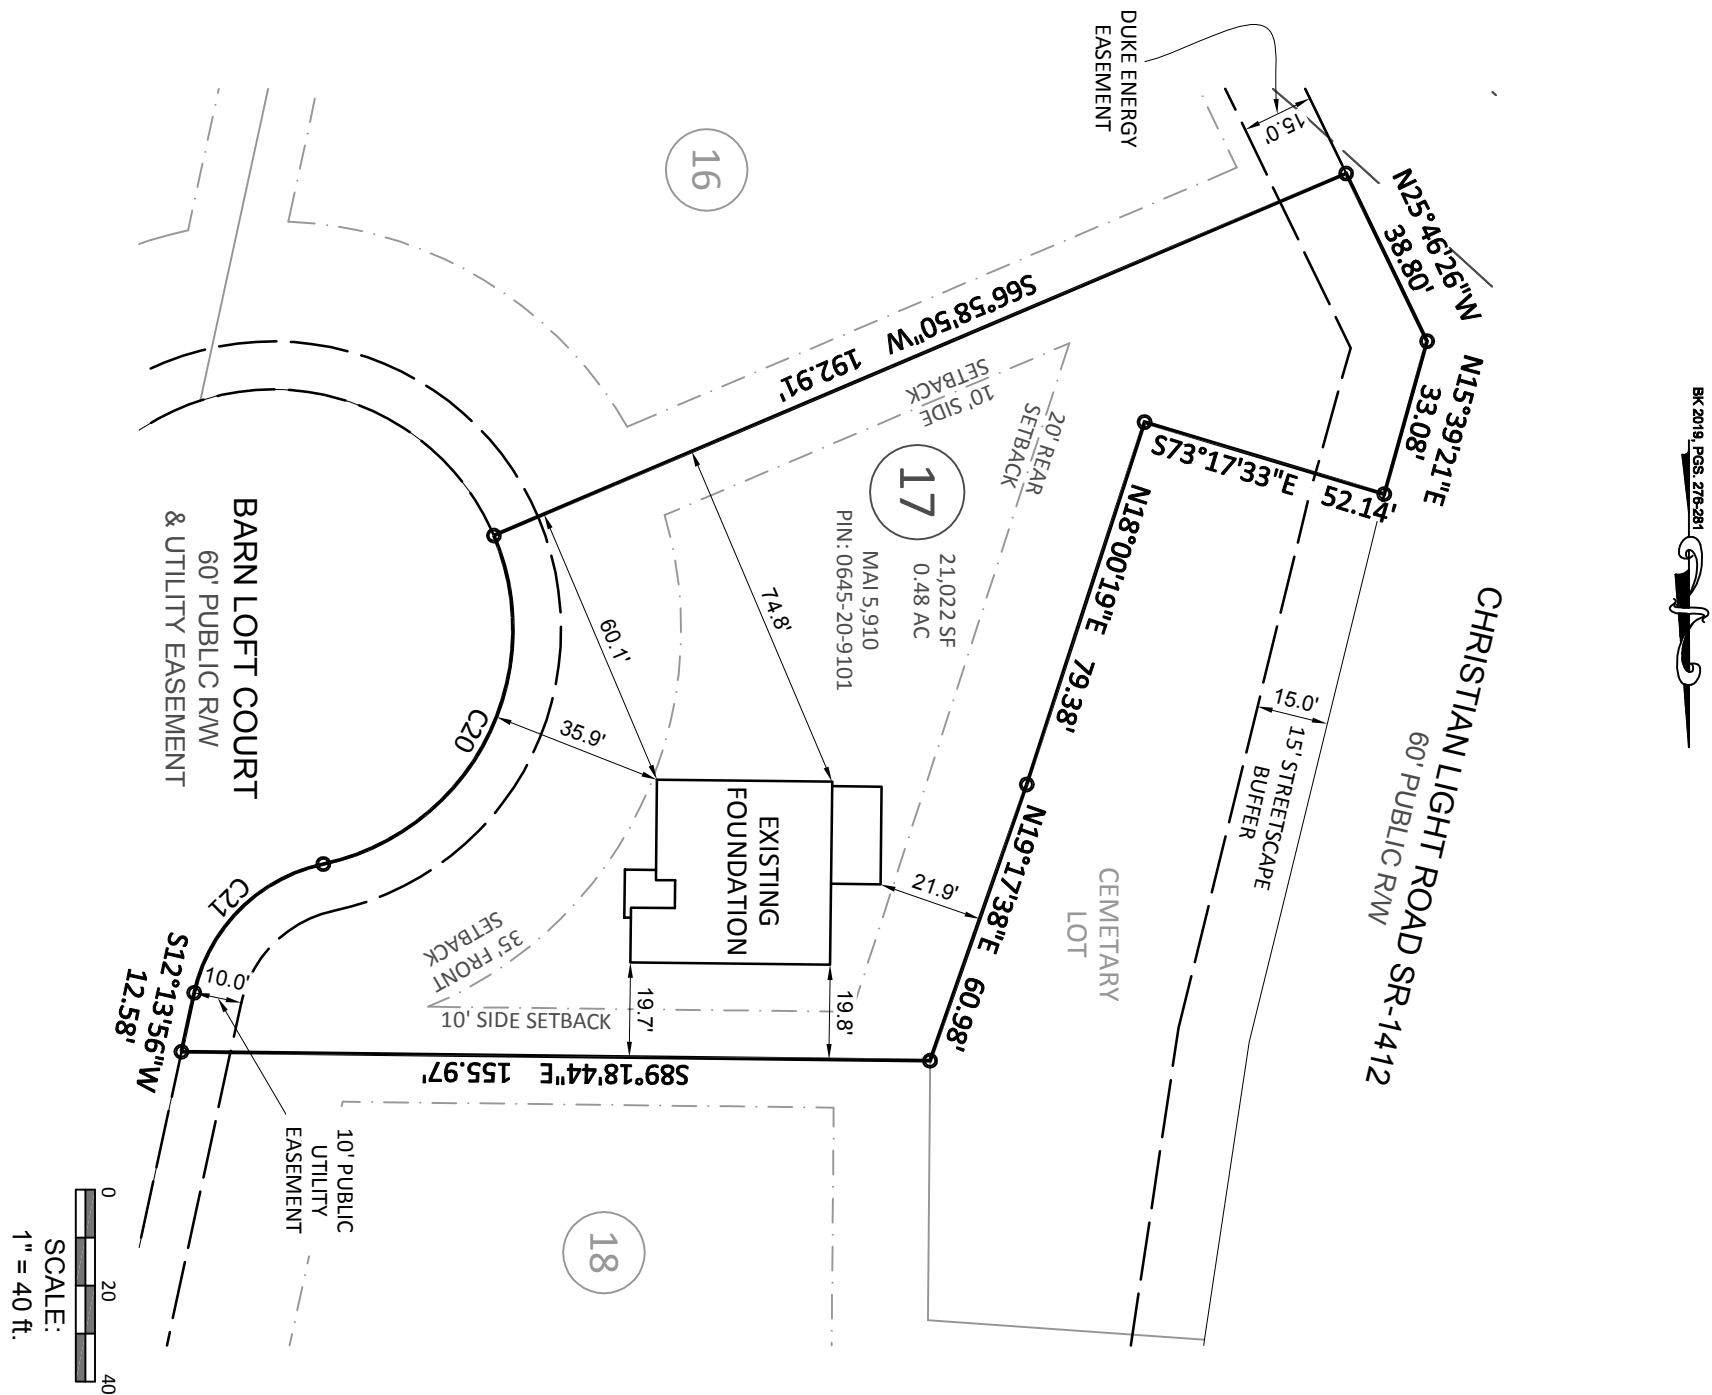 DUKE ENERGY
EASEMENT
15.0'
N25°46'26"W
38.80'
N15°39'21"E
33.08'
BK 2019, PGS. 276-281
16
S66°58'50"W 192.91'
10' SIDE
SETBACK
20' REAR
SETBACK
S73°17'33"E 52.14'
17
21,022 SF
0.48 AC
MAI 5,910
PIN: 0645-20-9101
N18°00'19"E 79.38'
CHRISTIAN LIGHT ROAD SR-1412
60' PUBLIC R/W
15.0'
15' STREETSCAPE
BUFFER
BARN LOFT COURT
60' PUBLIC R/W
& UTILITY EASEMENT
74.8'
60.1'
35.9'
C20
EXISTING
FOUNDATION
21.9'
N19°17'38"E 60.98'
CEMETARY
LOT
C21
35' FRONT
SETBACK
10.0'
S12°13'56"W
12.58'
10' SIDE SETBACK
19.7'
19.8'
S89°18'44"E 155.97'
10' PUBLIC
UTILITY
EASEMENT
18
0 20 40
SCALE:
1" = 40 ft.